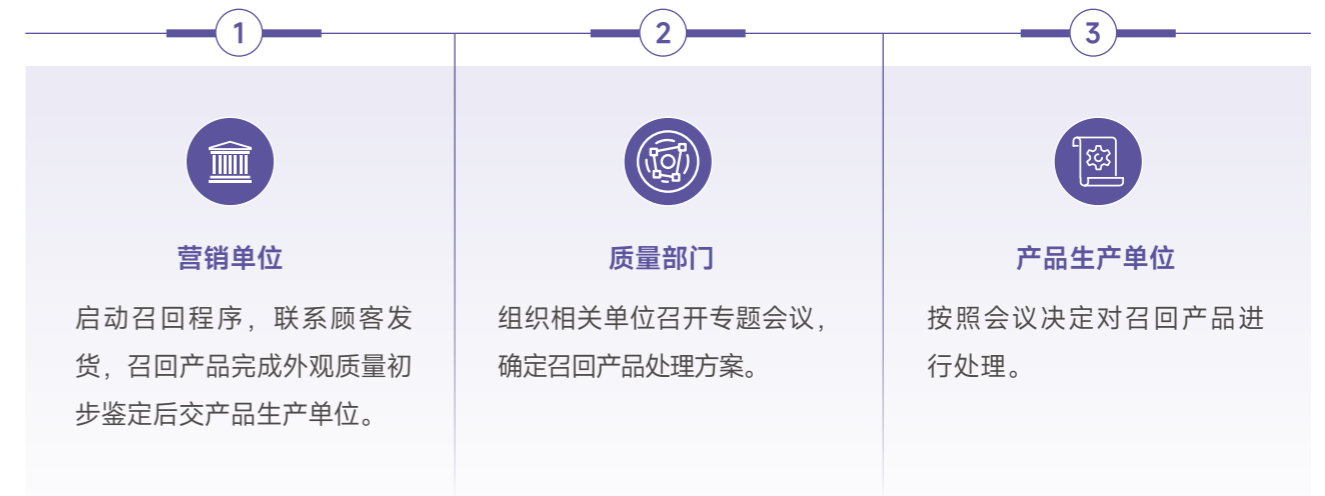 1
营销单位
启动召回程序，联系顾客发
货，召回产品完成外观质量初
步鉴定后交产品生产单位。
2
质量部门
组织相关单位召开专题会议，
确定召回产品处理方案。
3
产品生产单位
按照会议决定对召回产品进
行处理。